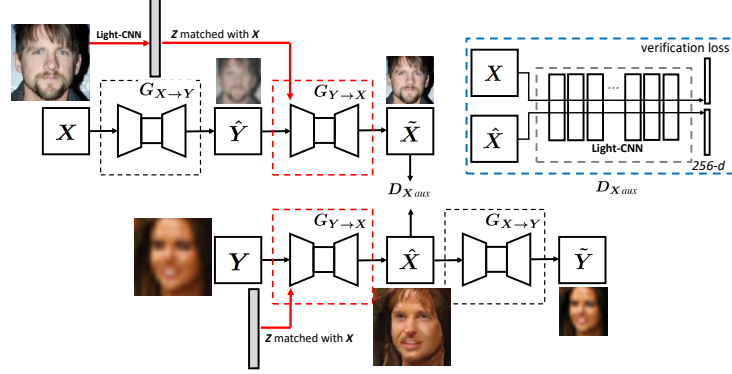 Light-CNN
Z matched with X
verification loss
G_{X→Y}
G_{Y→X}
X
Ŷ
X̃
X
X̂
...
Light-CNN
256-d
D_{X aux}
D_{X aux}
G_{Y→X}
G_{X→Y}
Y
X̂
Ỹ
Z matched with X